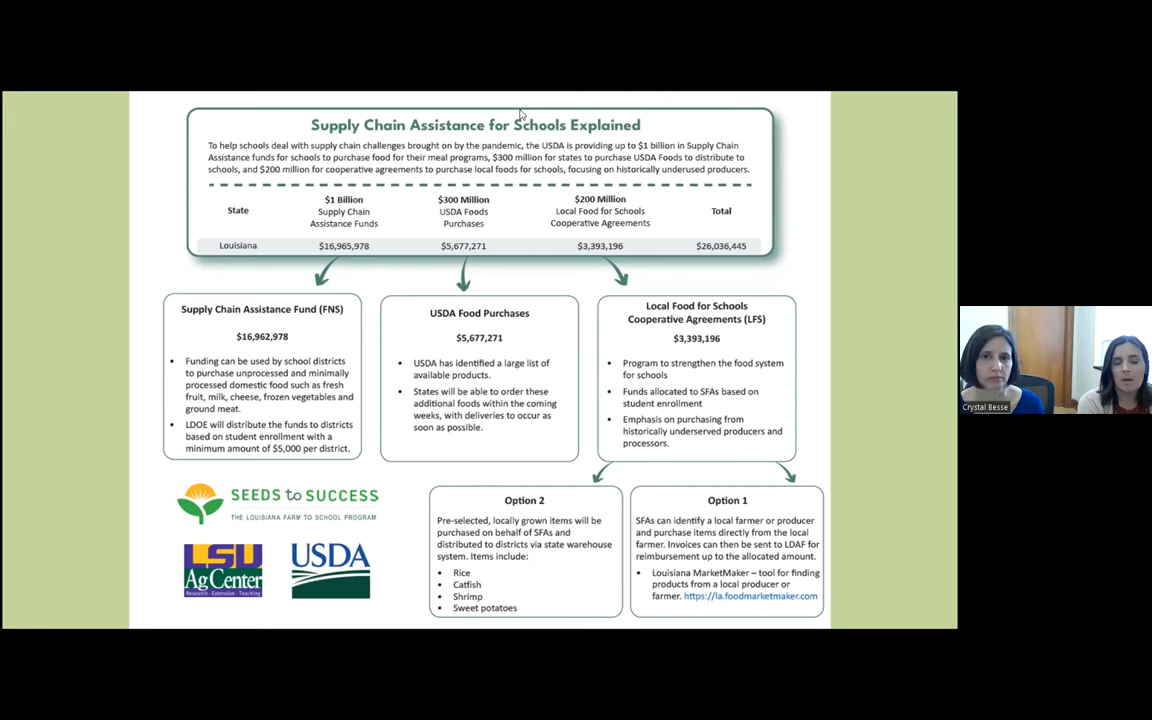 Supply Chain Assistance for Schools Explained
To help schools deal with supply chain challenges brought on by the pandemic, the USDA is providing up to $1 billion in Supply Chain
Assistance funds for schools to purchase food for their meal programs, $300 million for states to purchase USDA Foods to distribute to
schools, and $200 million for cooperative agreements to purchase local foods for schools, focusing on historically underused producers.
State
$1 Billion
Supply Chain
Assistance Funds
$300 Million
USDA Foods
Purchases
$200 Million
Local Food for Schools
Cooperative Agreements
Total
Louisiana $16,965,978 $5,677,271 $3,393,196 $26,036,445
Supply Chain Assistance Fund (FNS)
$16,962,978
• Funding can be used by school districts
to purchase unprocessed and minimally
processed domestic food such as fresh
fruit, milk, cheese, frozen vegetables and
ground meat.
• LDOE will distribute the funds to districts
based on student enrollment with a
minimum amount of $5,000 per district.
USDA Food Purchases
$5,677,271
• USDA has identified a large list of
available products.
• States will be able to order these
additional foods within the coming
weeks, with deliveries to occur as
soon as possible.
Local Food for Schools
Cooperative Agreements (LFS)
$3,393,196
• Program to strengthen the food system
for schools
• Funds allocated to SFAs based on
student enrollment
• Emphasis on purchasing from
historically underserved producers and
processors.
Crystal Besse
SEEDS to SUCCESS
THE LOUISIANA FARM TO SCHOOL PROGRAM
LSU
AgCenter
Research · Extension · Teaching
USDA
Option 2
Pre-selected, locally grown items will be
purchased on behalf of SFAs and
distributed to districts via state warehouse
system. Items include:
• Rice
• Catfish
• Shrimp
• Sweet potatoes
Option 1
SFAs can identify a local farmer or producer
and purchase items directly from the local
farmer. Invoices can then be sent to LDAF for
reimbursement up to the allocated amount.
• Louisiana MarketMaker – tool for finding
products from a local producer or
farmer. https://la.foodmarketmaker.com